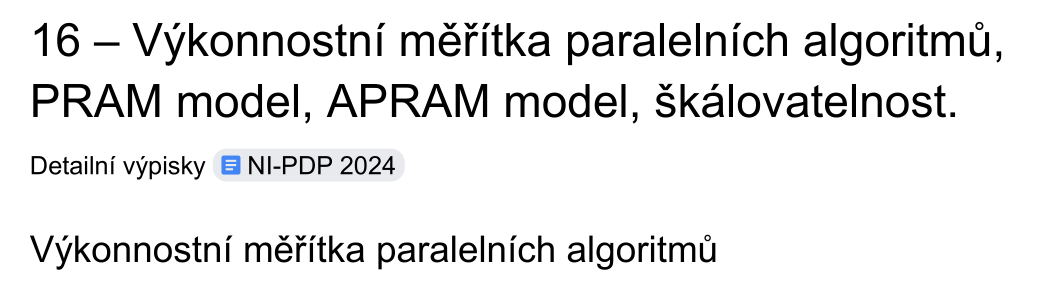 16 – Výkonnostní měřítka paralelních algoritmů,
PRAM model, APRAM model, škálovatelnost.
Detailní výpisky NI-PDP 2024
Výkonnostní měřítka paralelních algoritmů